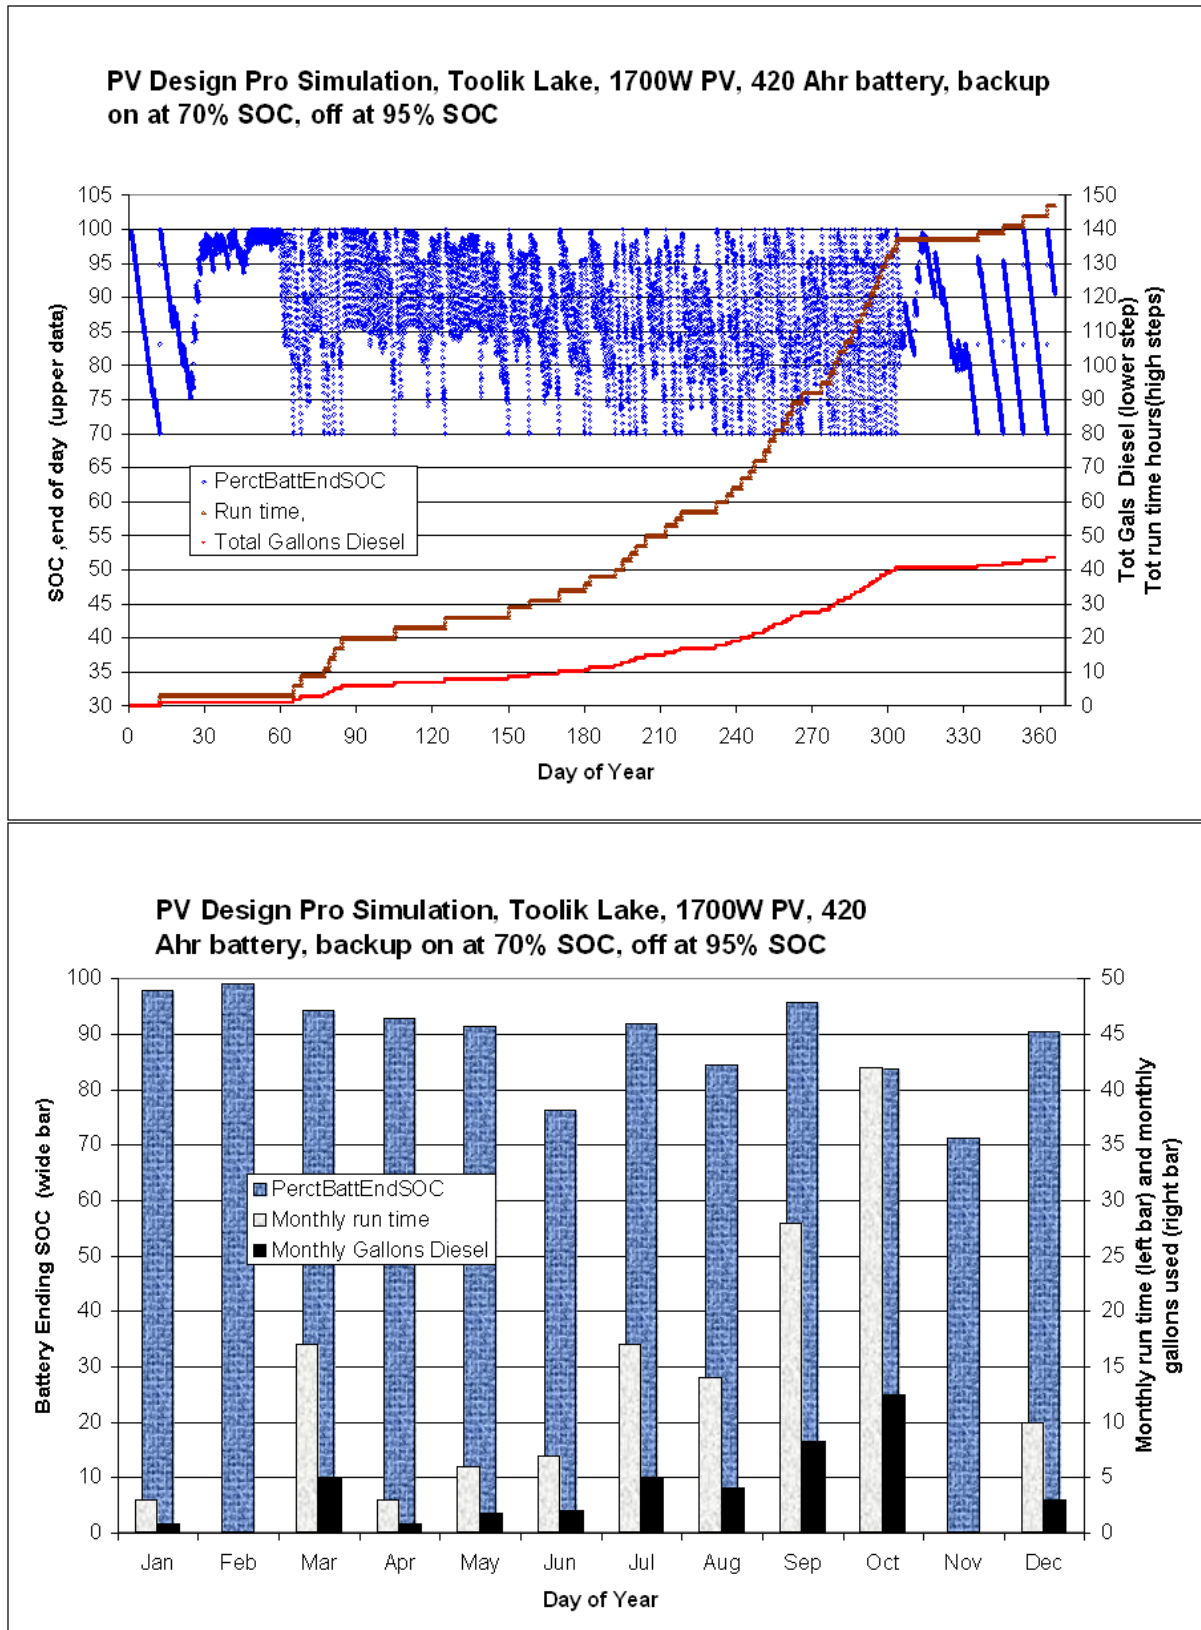 PV Design Pro Simulation, Toolik Lake, 1700W PV, 420 Ahr battery, backup
on at 70% SOC, off at 95% SOC
105
100
95
90
85
80
75
70
65
60
55
50
45
40
35
30
SOC ,end of day (upper data)
150
140
130
120
110
100
90
80
70
60
50
40
30
20
10
0
Tot Gals Diesel (lower step)
Tot run time hours(high steps)
PerctBattEndSOC
Run time,
Total Gallons Diesel
0 30 60 90 120 150 180 210 240 270 300 330 360
Day of Year
PV Design Pro Simulation, Toolik Lake, 1700W PV, 420
Ahr battery, backup on at 70% SOC, off at 95% SOC
100
90
80
70
60
50
40
30
20
10
0
Battery Ending SOC (wide bar)
50
45
40
35
30
25
20
15
10
5
0
Monthly run time (left bar) and monthly
gallons used (right bar)
PerctBattEndSOC
Monthly run time
Monthly Gallons Diesel
Jan Feb Mar Apr May Jun Jul Aug Sep Oct Nov Dec
Day of Year